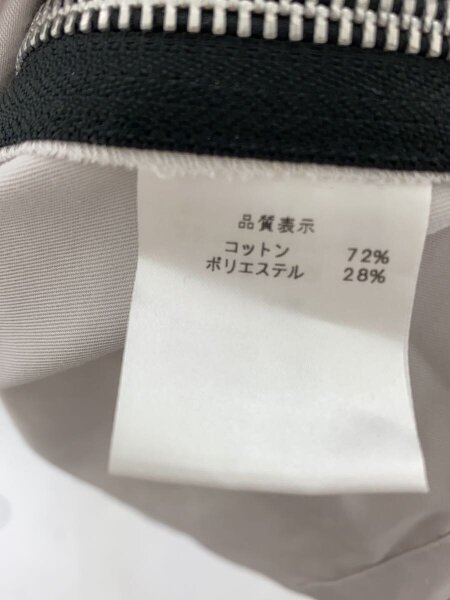 品質表示
コットン 72%
ポリエステル 28%